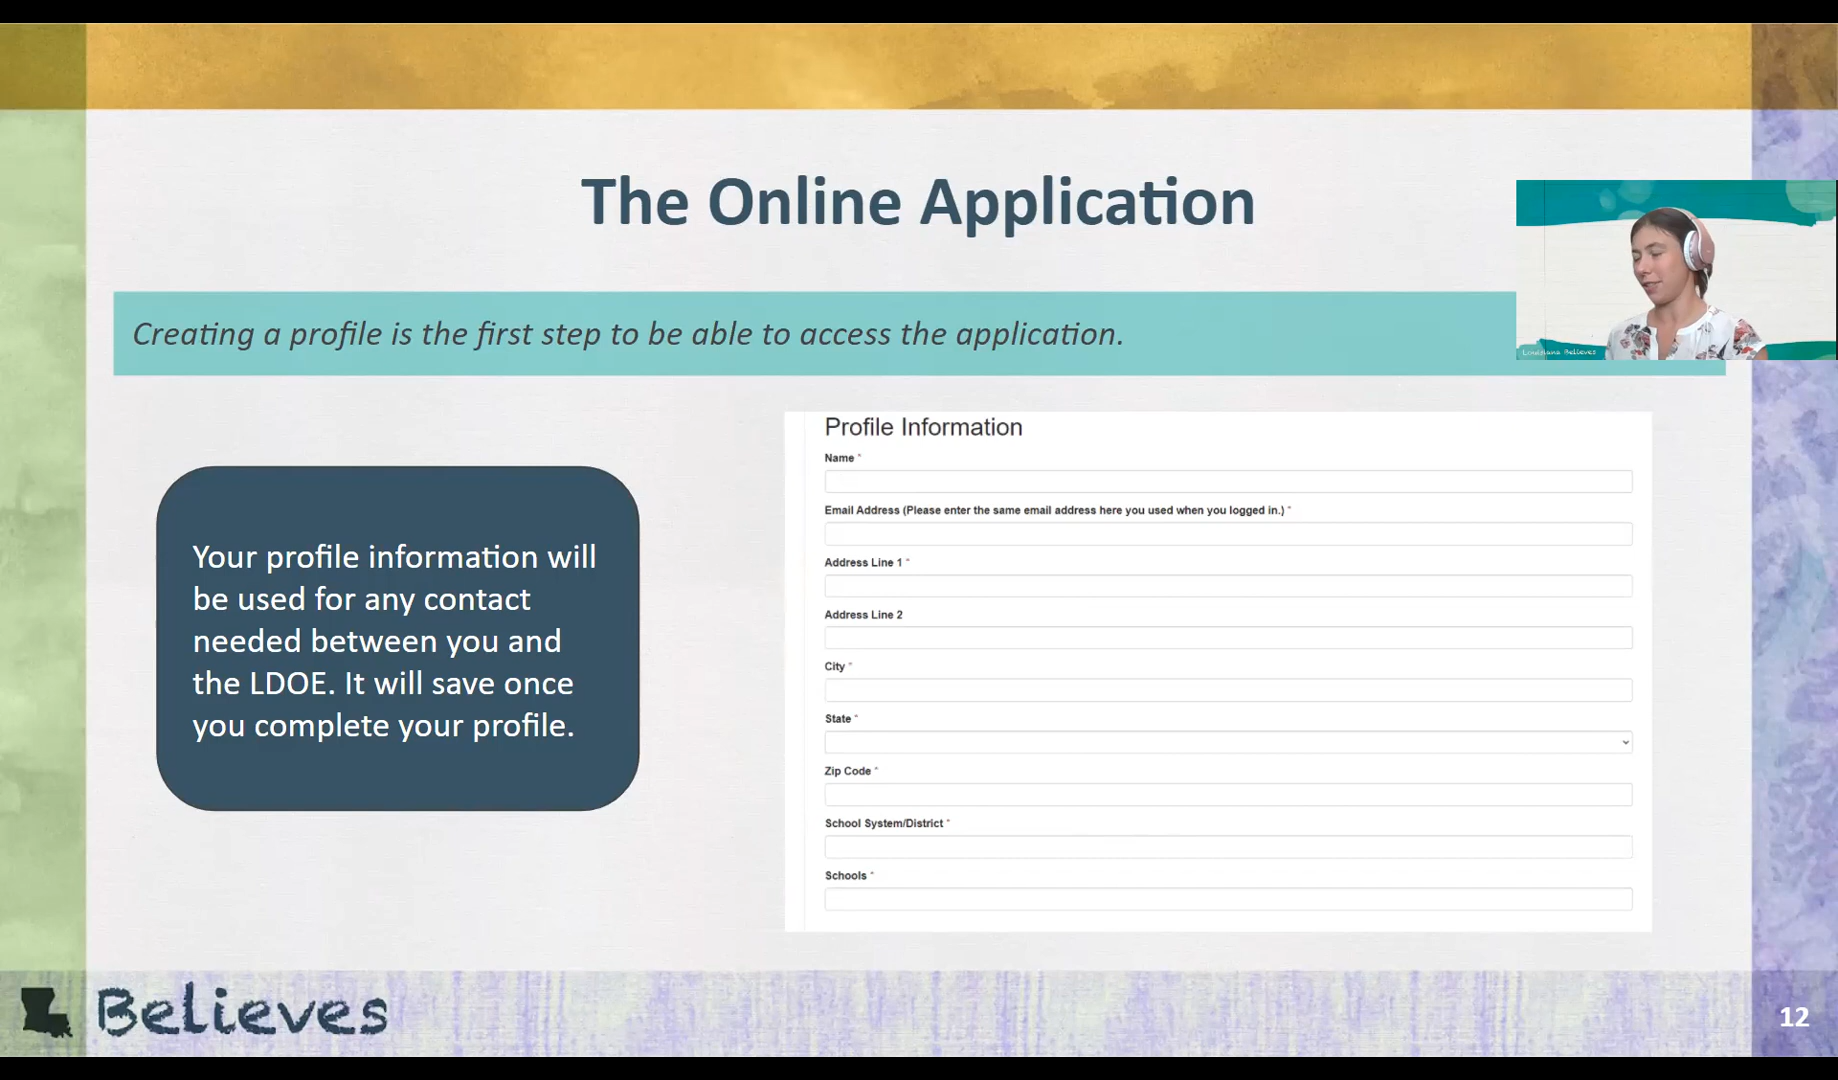 The Online Application
Creating a profile is the first step to be able to access the application.
Louisiana Believes
Your profile information will
be used for any contact
needed between you and
the LDOE. It will save once
you complete your profile.
Profile Information
Name *
Email Address (Please enter the same email address here you used when you logged in.) *
Address Line 1 *
Address Line 2
City *
State *
Zip Code *
School System/District *
Schools *
Believes
12